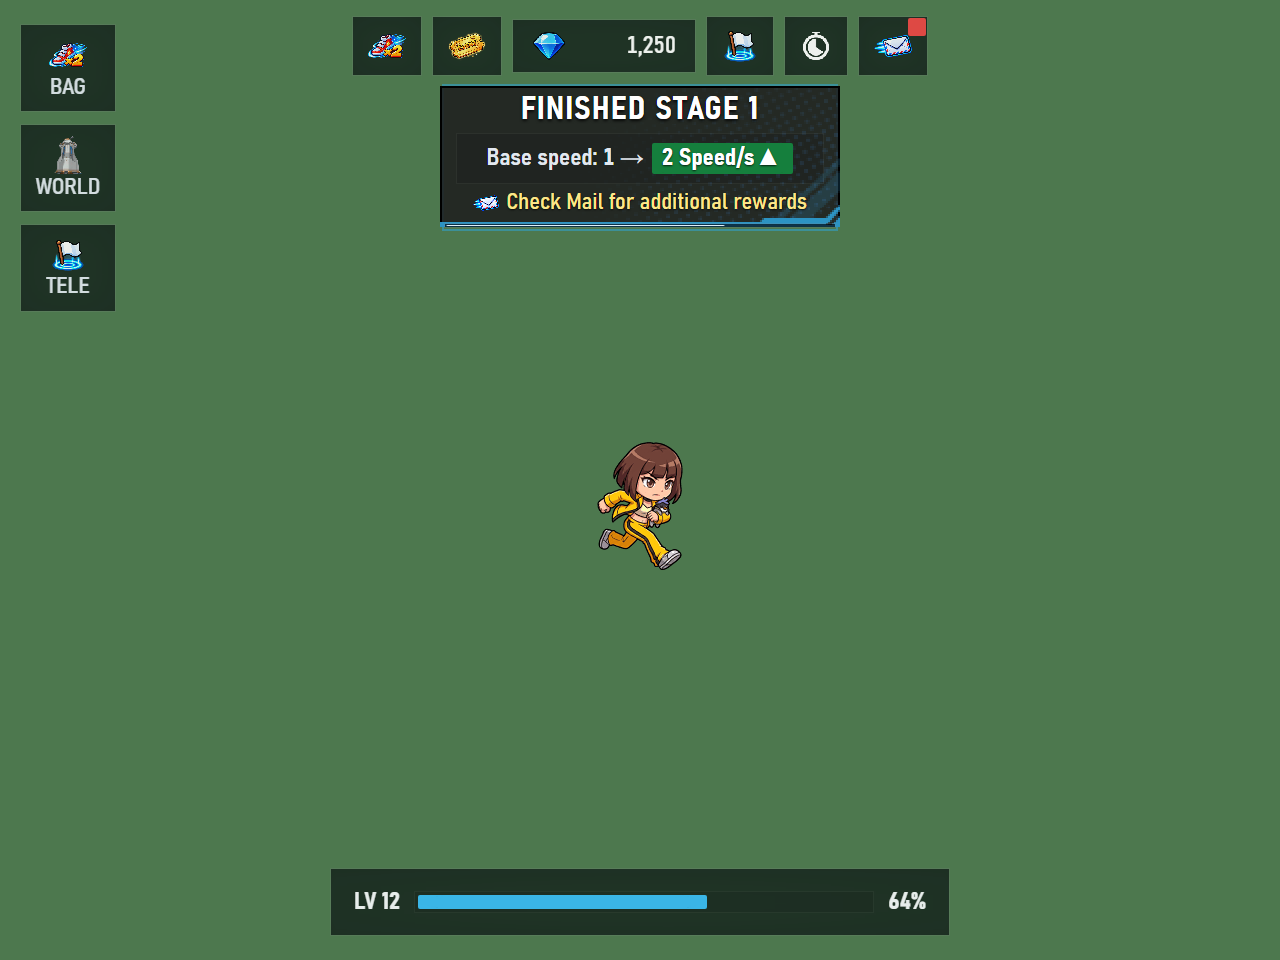 BAG
WORLD
TELE
1,250
FINISHED STAGE 1
Base speed: 1 → 2 Speed/s ▲
Check Mail for additional rewards
LV 12
64%